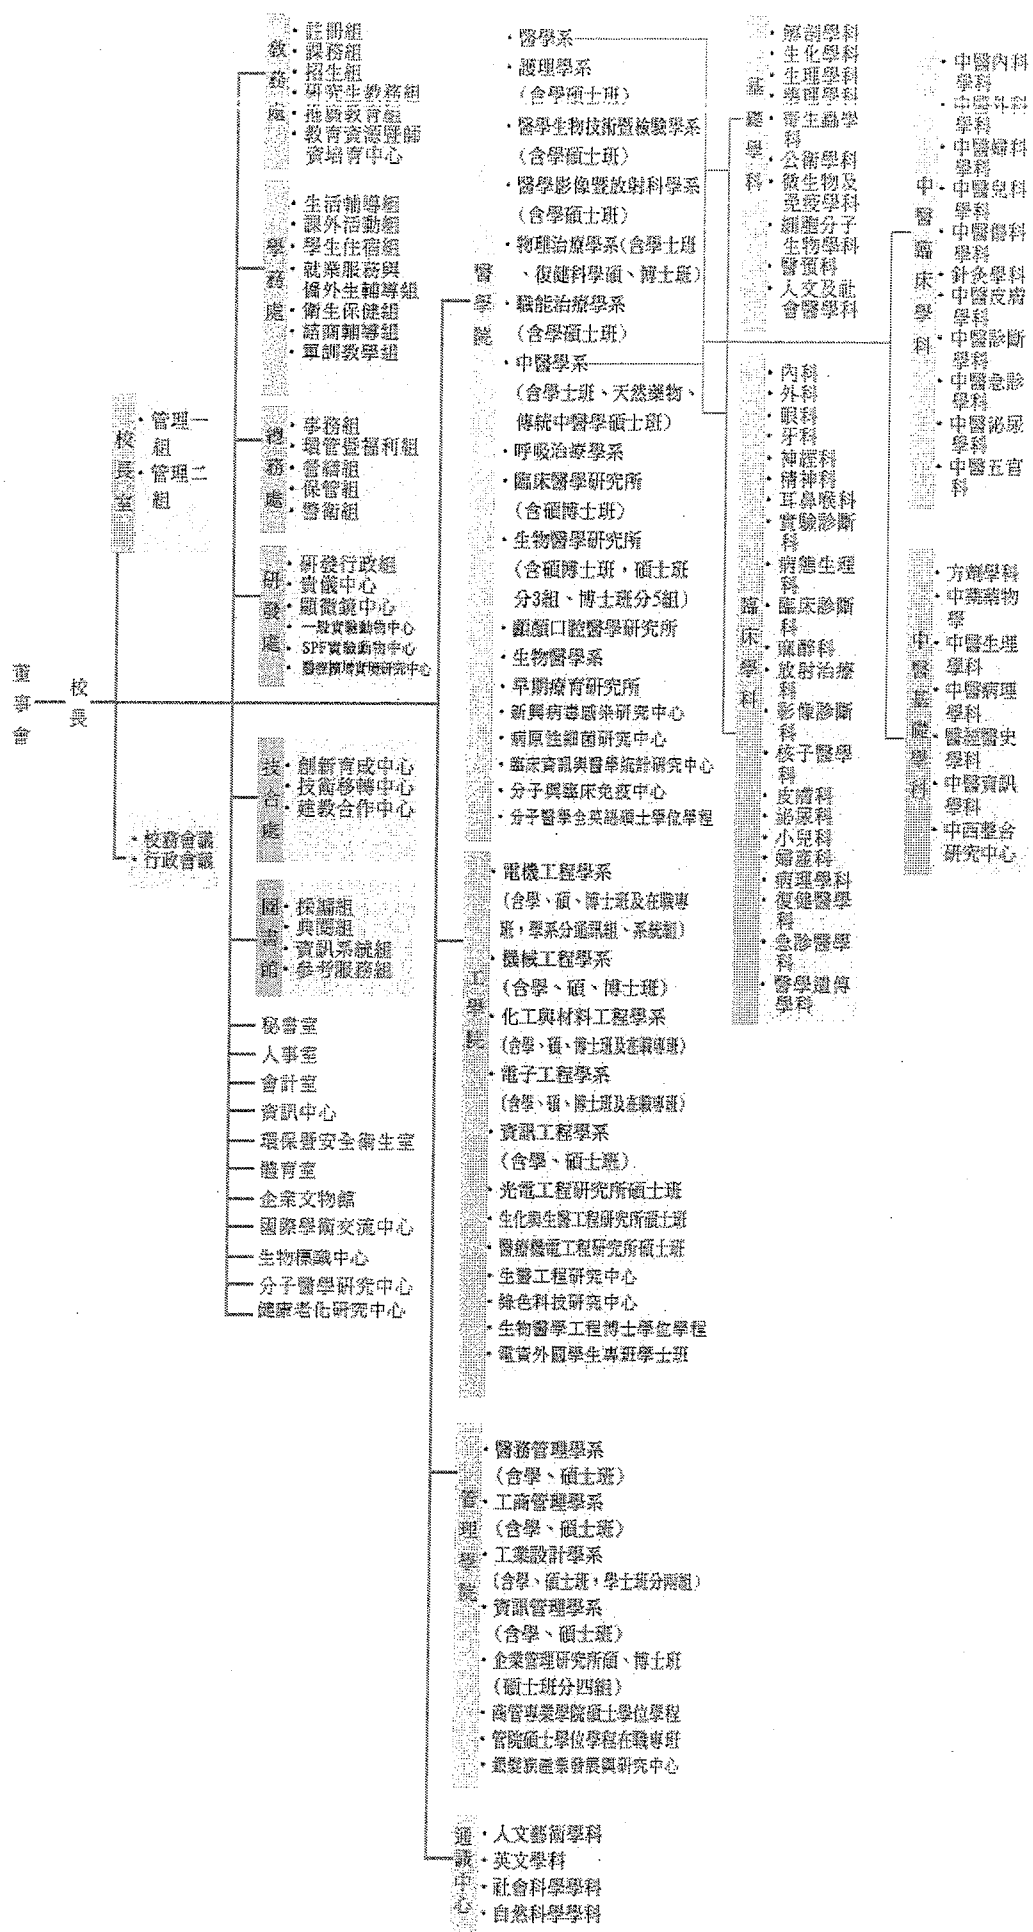 董事會
校長
校長室
・管理一
組
・管理二
組
・校務會議
・行政會議
教務處
・註冊組
・課務組
・招生組
・研究生教務組
・推廣教育組
・教育資源暨師
資培育中心
學務處
・生活輔導組
・課外活動組
・學生住宿組
・就業服務與
僑外生輔導組
・衛生保健組
・諮商輔導組
・軍訓教學組
總務處
・事務組
・環管暨福利組
・營繕組
・保管組
・警衛組
研發處
・研發行政組
・貴儀中心
・顯微鏡中心
・一般實驗動物中心
・SPF實驗動物中心
技合處
・創新育成中心
・技術移轉中心
・建教合作中心
圖書館
・採編組
・典閱組
・資訊系統組
・參考服務組
秘書室
人事室
會計室
資訊中心
環保暨安全衛生室
體育室
企業文物館
國際學術交流中心
生物標識中心
分子醫學研究中心
健康老化研究中心
醫學院
・醫學系
・護理學系
(含學碩士班)
・醫學生物技術暨檢驗學系
(含學碩士班)
・醫學影像暨放射科學系
(含學碩士班)
・物理治療學系(含學士班
、復健科學碩、博士班)
・職能治療學系
(含學碩士班)
・中醫學系
(含學士班、天然藥物、
傳統中醫學碩士班)
・呼吸治療學系
・臨床醫學研究所
(含碩博士班)
・生物醫學研究所
(含碩博士班,碩士班
分3組、博士班分5組)
・顱顏口腔醫學研究所
・生物醫學系
・早期療育研究所
・新興病毒感染研究中心
・病原性細菌研究中心
・臨床資訊與醫學統計研究中心
・分子與臨床免疫中心
・分子醫學全英語碩士學位學程
工學院
・電機工程學系
(含學、碩、博士班及在職專
班,學系分通訊組、系統組)
・機械工程學系
(含學、碩、博士班)
・化工與材料工程學系
(含學、碩、博士班及在職專班)
・電子工程學系
(含學、碩、博士班及在職專班)
・資訊工程學系
(含學、碩士班)
・光電工程研究所碩士班
・生化與生醫工程研究所碩士班
・醫療機電工程研究所碩士班
・生醫工程研究中心
・綠色科技研究中心
・生物醫學工程博士學位學程
・電資外國學生專班學士班
管理學院
・醫務管理學系
(含學、碩士班)
・工商管理學系
(含學、碩士班)
・工業設計學系
(含學、碩士班,學士班分兩組)
・資訊管理學系
(含學、碩士班)
・企業管理研究所碩、博士班
(碩士班分四組)
・商管專業學院碩士學位學程
・管院碩士學位學程在職專班
・銀髮族產業發展與研究中心
通識中心
・人文藝術學科
・英文學科
・社會科學學科
・自然科學學科
基礎學科
・解剖學科
・生化學科
・生理學科
・藥理學科
・寄生蟲學
科
・公衛學科
・微生物及
免疫學科
・細胞分子
生物學科
・醫預科
・人文及社
會醫學科
臨床學科
・內科
・外科
・眼科
・牙科
・神經科
・精神科
・耳鼻喉科
・實驗診斷
科
・病態生理
科
・臨床診斷
科
・麻醉科
・放射治療
科
・影像診斷
科
・核子醫學
科
・皮膚科
・泌尿科
・小兒科
・婦產科
・病理學科
・復健醫學
科
・急診醫學
科
・醫學遺傳
學科
中醫臨床學科
・中醫內科
學科
・中醫外科
學科
・中醫婦科
學科
・中醫兒科
學科
・中醫傷科
學科
・針灸學科
・中醫皮膚
學科
・中醫診斷
學科
・中醫急診
學科
・中醫泌尿
學科
・中醫五官
科
中醫基礎學科
・方劑學科
・中藥藥物
學
・中醫生理
學科
・中醫病理
學科
・醫經醫史
學科
・中醫資訊
學科
・中西整合
研究中心